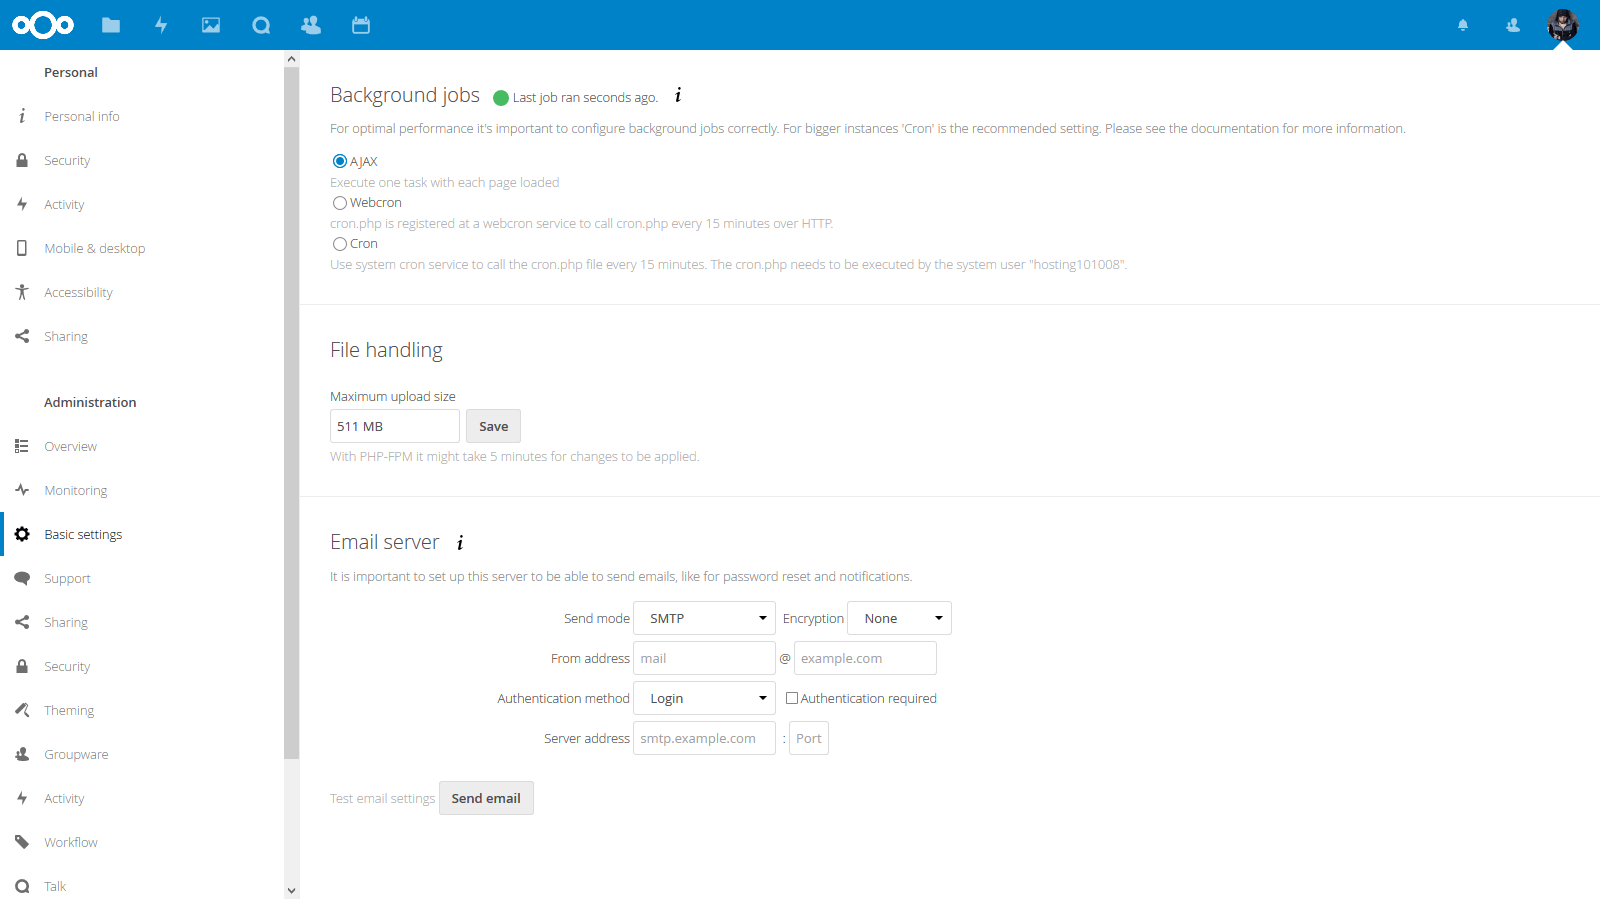 Personal
Personal info
Security
Activity
Mobile & desktop
Accessibility
Sharing
Administration
Overview
Monitoring
Basic settings
Support
Sharing
Security
Theming
Groupware
Activity
Workflow
Talk
Background jobs Last job ran seconds ago. i
For optimal performance it's important to configure background jobs correctly. For bigger instances 'Cron' is the recommended setting. Please see the documentation for more information.
AJAX
Execute one task with each page loaded
Webcron
cron.php is registered at a webcron service to call cron.php every 15 minutes over HTTP.
Cron
Use system cron service to call the cron.php file every 15 minutes. The cron.php needs to be executed by the system user "hosting101008".
File handling
Maximum upload size
511 MB Save
With PHP-FPM it might take 5 minutes for changes to be applied.
Email server i
It is important to set up this server to be able to send emails, like for password reset and notifications.
Send mode SMTP Encryption None
From address mail @ example.com
Authentication method Login Authentication required
Server address smtp.example.com : Port
Test email settings Send email